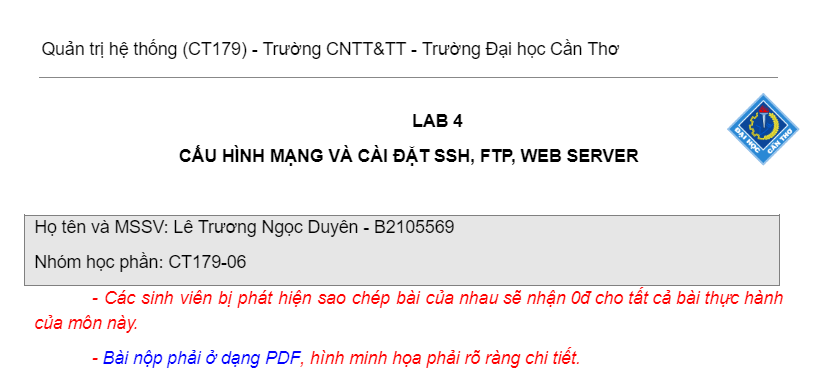 Quản trị hệ thống (CT179) - Trường CNTT&TT - Trường Đại học Cần Thơ
LAB 4
CẤU HÌNH MẠNG VÀ CÀI ĐẶT SSH, FTP, WEB SERVER
ĐẠI HỌC CẦN THƠ
Họ tên và MSSV: Lê Trương Ngọc Duyên - B2105569
Nhóm học phần: CT179-06
- Các sinh viên bị phát hiện sao chép bài của nhau sẽ nhận 0đ cho tất cả bài thực hành
của môn này.
- Bài nộp phải ở dạng PDF, hình minh họa phải rõ ràng chi tiết.